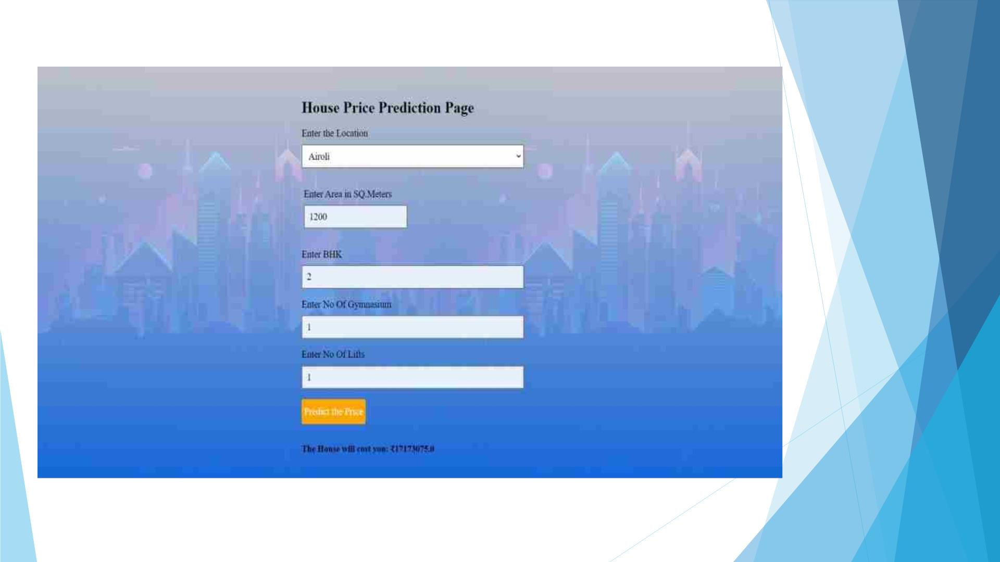 House Price Prediction Page
Enter the Location
Airoli
Enter Area in SQ.Meters
1200
Enter BHK
2
Enter No Of Gymnasium
1
Enter No Of Lifts
1
Predict the Price
The House will cost you: ₹17173075.0